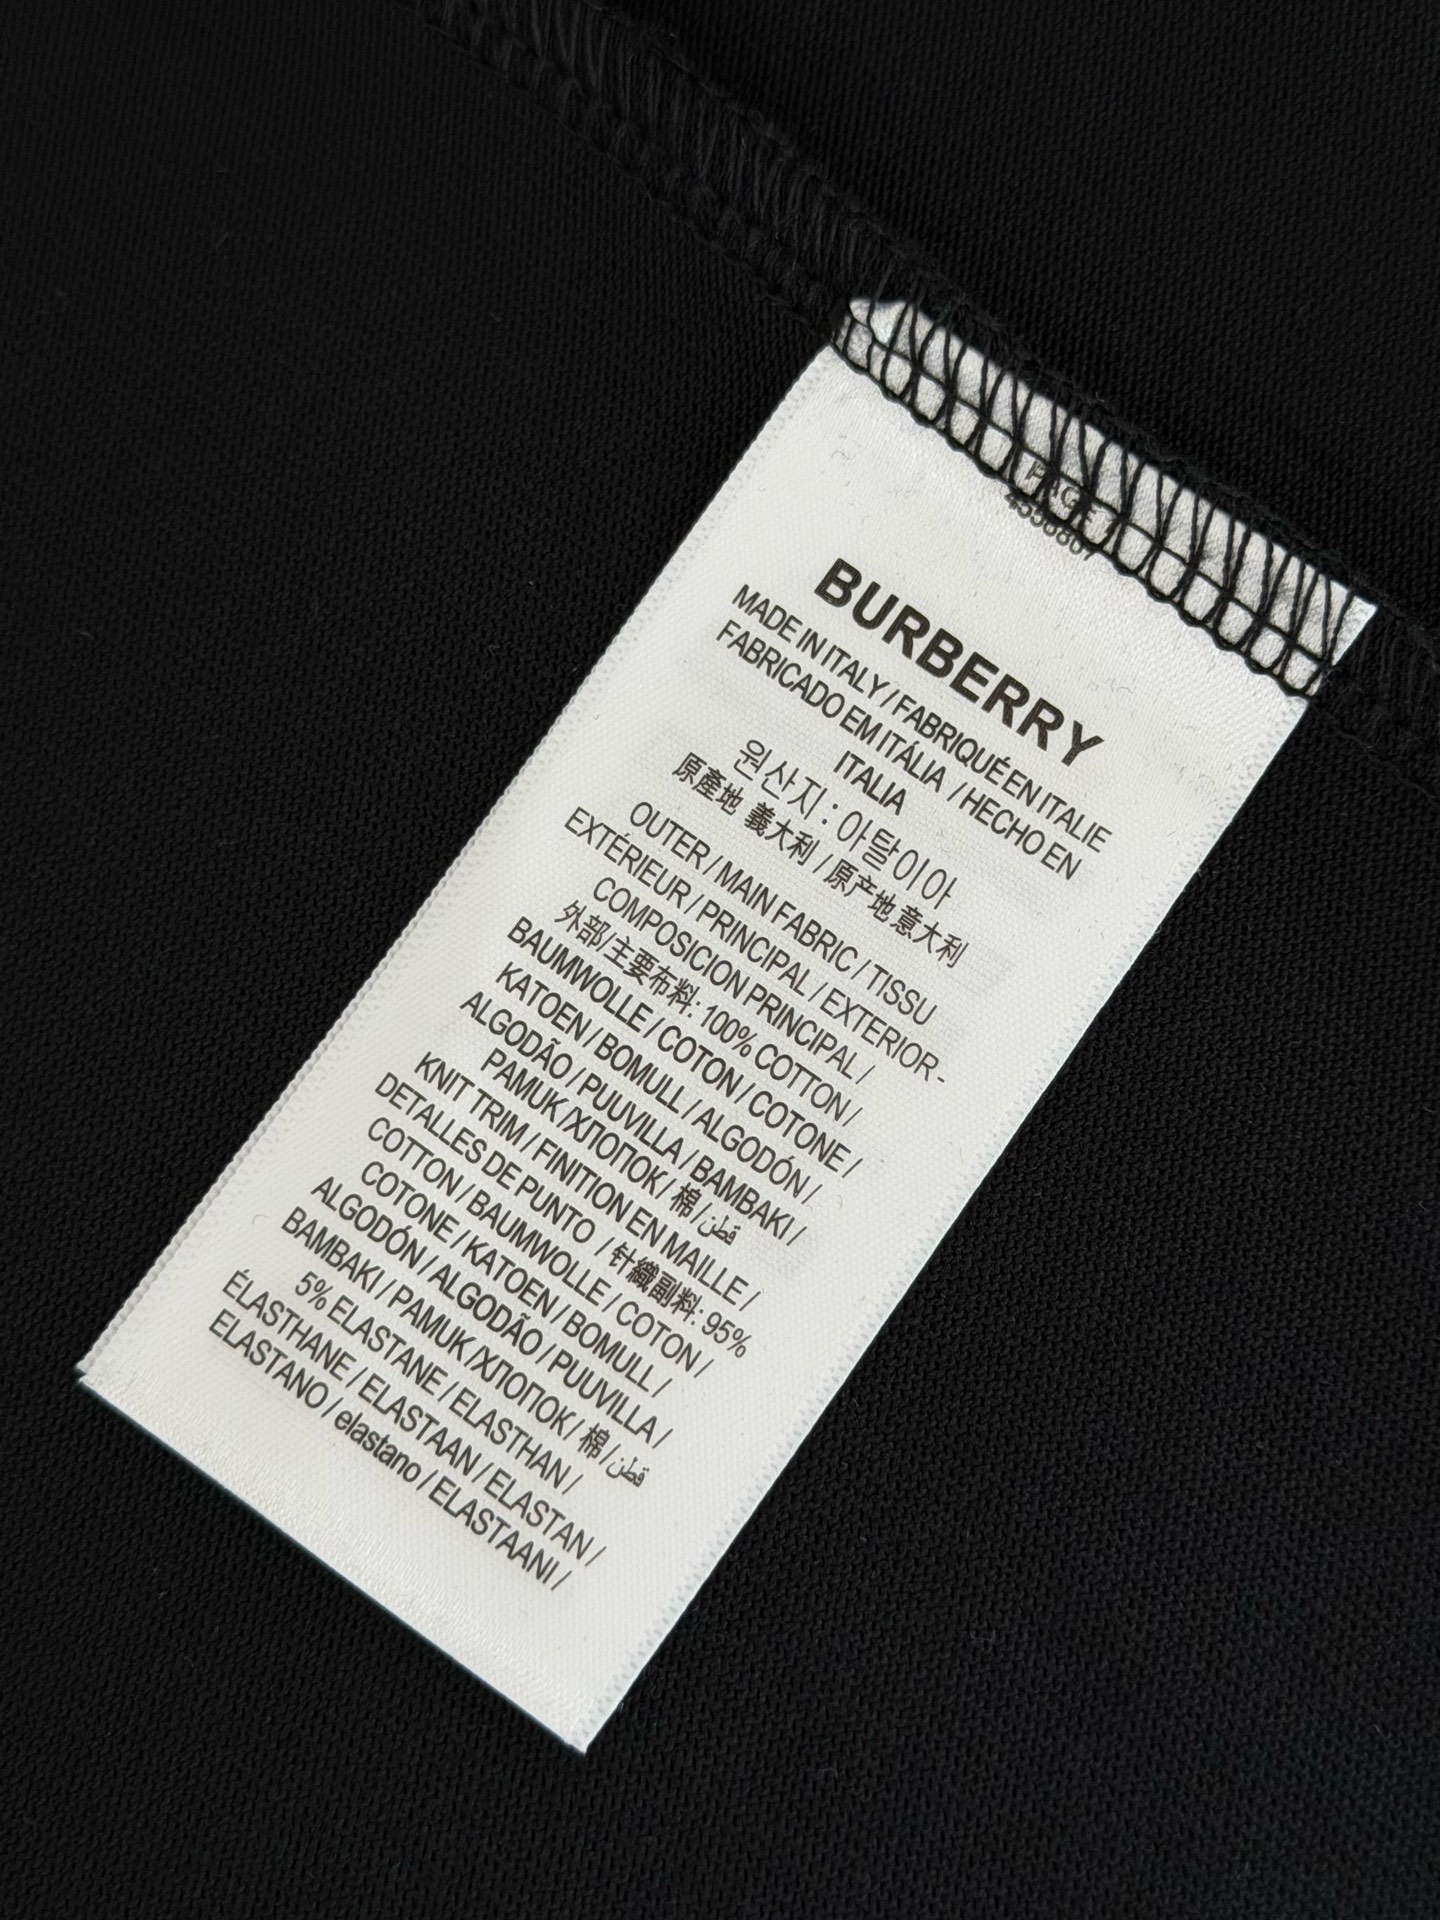 BURBERRY
MADE IN ITALY / FABRIQUÉ EN ITALIE
FABRICADO EM ITÁLIA / HECHO EN
ITALIA
원산지 : 아탈이아
原產地 義大利 / 原产地意大利
OUTER / MAIN FABRIC / TISSU
EXTÉRIEUR / PRINCIPAL / EXTERIOR-
COMPOSICION PRINCIPAL /
外部/主要布料: 100% COTTON /
BAUMWOLLE / COTON / COTONE /
KATOEN / BOMULL / ALGODÓN /
ALGODÃO / PUUVILLA / BAMBAKI /
PAMUK /ХЛОПОК/ 棉 /قطن
KNIT TRIM / FINITION EN MAILLE /
DETALLES DE PUNTO / 针織副料: 95%
COTTON / BAUMWOLLE / COTON /
COTONE / KATOEN / BOMULL /
ALGODÓN / ALGODÃO / PUUVILLA /
BAMBAKI / PAMUK /ХЛОПОК/ 棉 /قطن
5% ELASTANE / ELASTHAN /
ÉLASTHANE / ELASTAAN / ELASTAN /
ELASTANO / elastano / ELASTAANI /